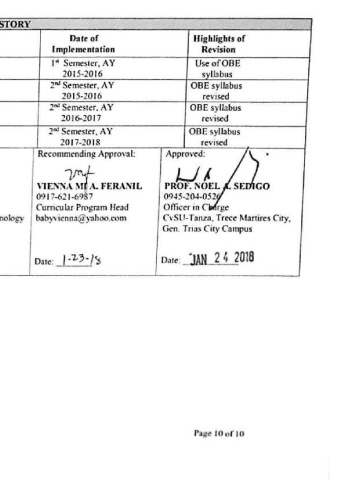 STORY
Date of
Implementation
Highlights of
Revision
1st Semester, AY
2015-2016
Use of OBE
syllabus
2nd Semester, AY
2015-2016
OBE syllabus
revised
2nd Semester, AY
2016-2017
OBE syllabus
revised
2nd Semester, AY
2017-2018
OBE syllabus
revised
Recommending Approval:
VIENNA MI A. FERANIL
0917-621-6987
Curricular Program Head
babyvienna@yahoo.com
Date: 1-23-18
Approved:
PROF. NOEL A. SEDIGO
0945-204-0526
Officer in Charge
CvSU-Tanza, Trece Martires City,
Gen. Trias City Campus
Date: JAN 24 2018
nology
Page 10 of 10